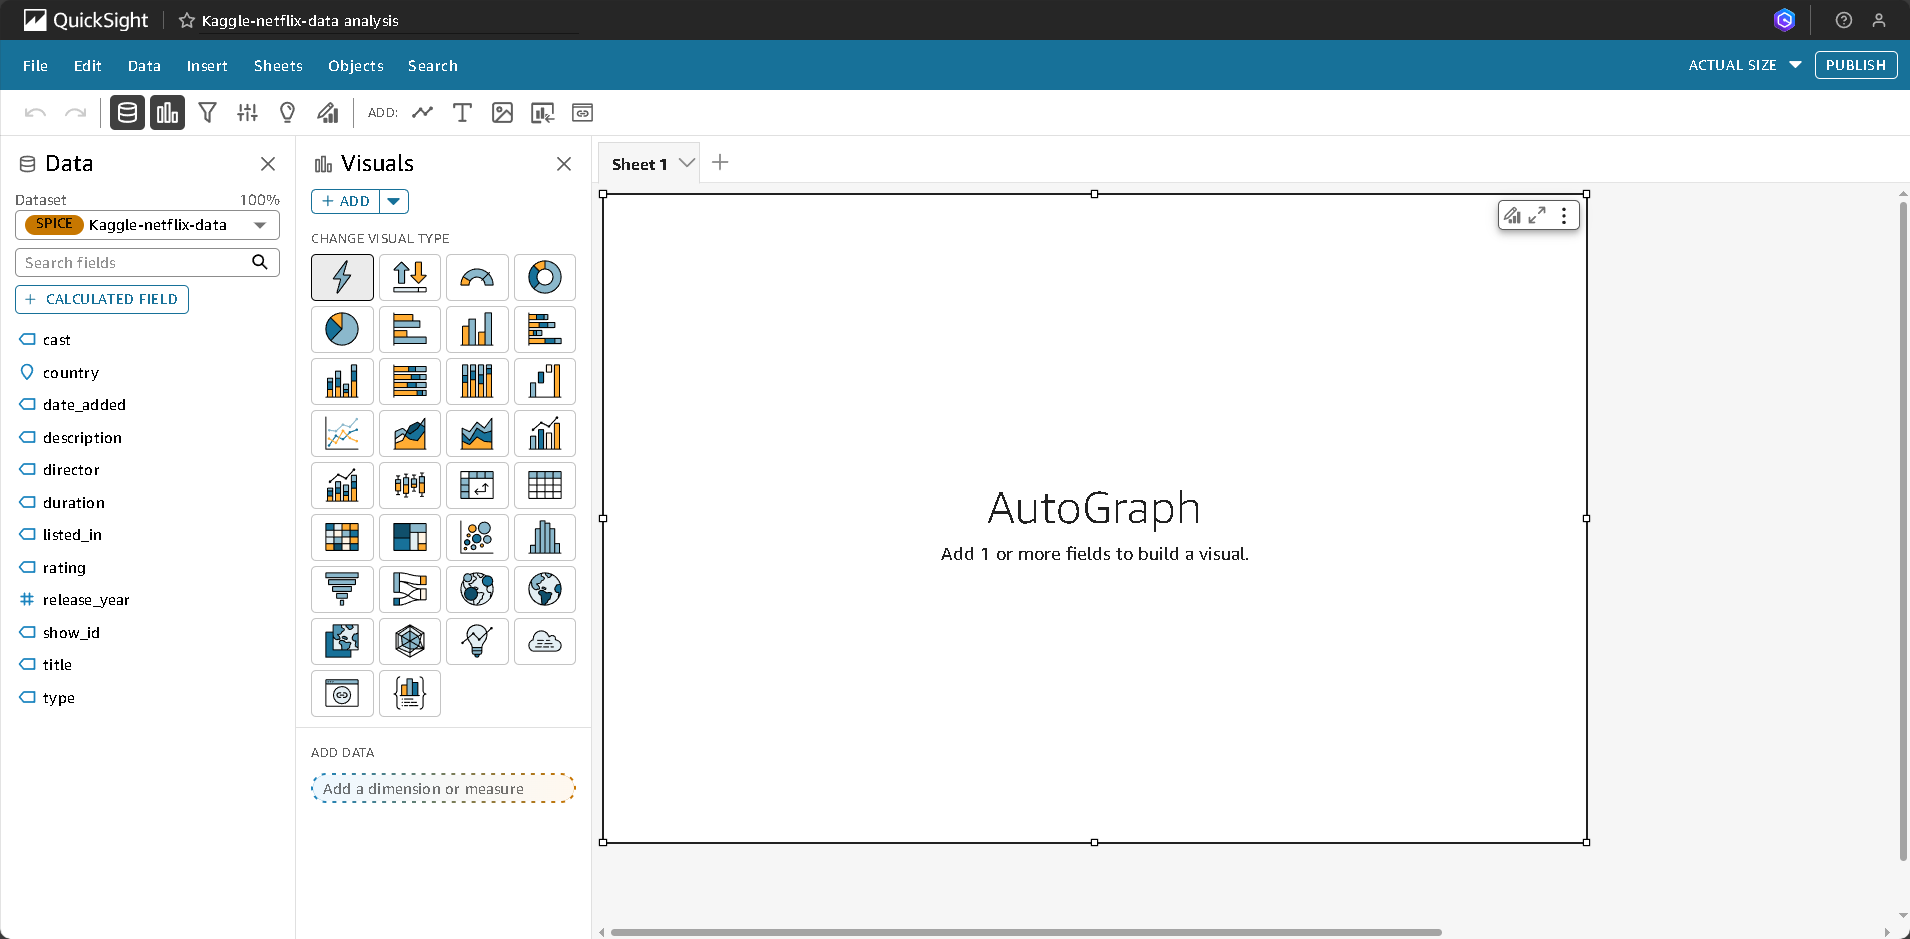 QuickSight
Kaggle-netflix-data analysis
File Edit Data Insert Sheets Objects Search
ACTUAL SIZE
PUBLISH
ADD:
Data
Dataset 100%
SPICE Kaggle-netflix-data
Search fields
+ CALCULATED FIELD
cast
country
date_added
description
director
duration
listed_in
rating
release_year
show_id
title
type
Visuals
+ ADD
CHANGE VISUAL TYPE
ADD DATA
Add a dimension or measure
Sheet 1
AutoGraph
Add 1 or more fields to build a visual.